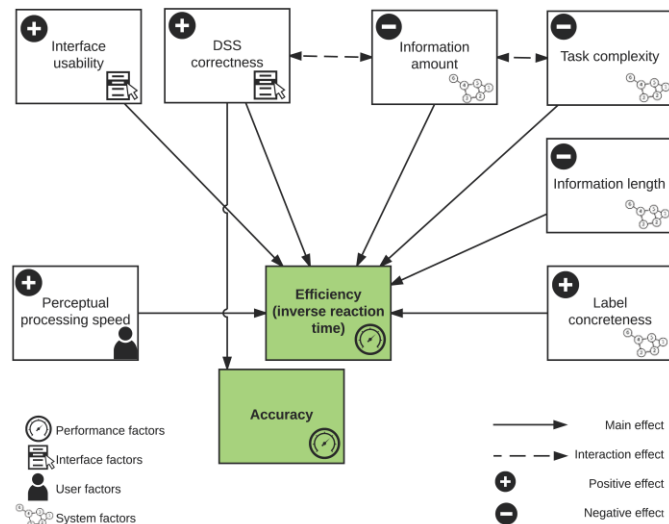 Interface
usability
DSS
correctness
Information
amount
Task complexity
Information length
Perceptual
processing speed
Efficiency
(inverse reaction
time)
Label
concreteness
Accuracy
Performance factors
Interface factors
User factors
System factors
Main effect
Interaction effect
Positive effect
Negative effect